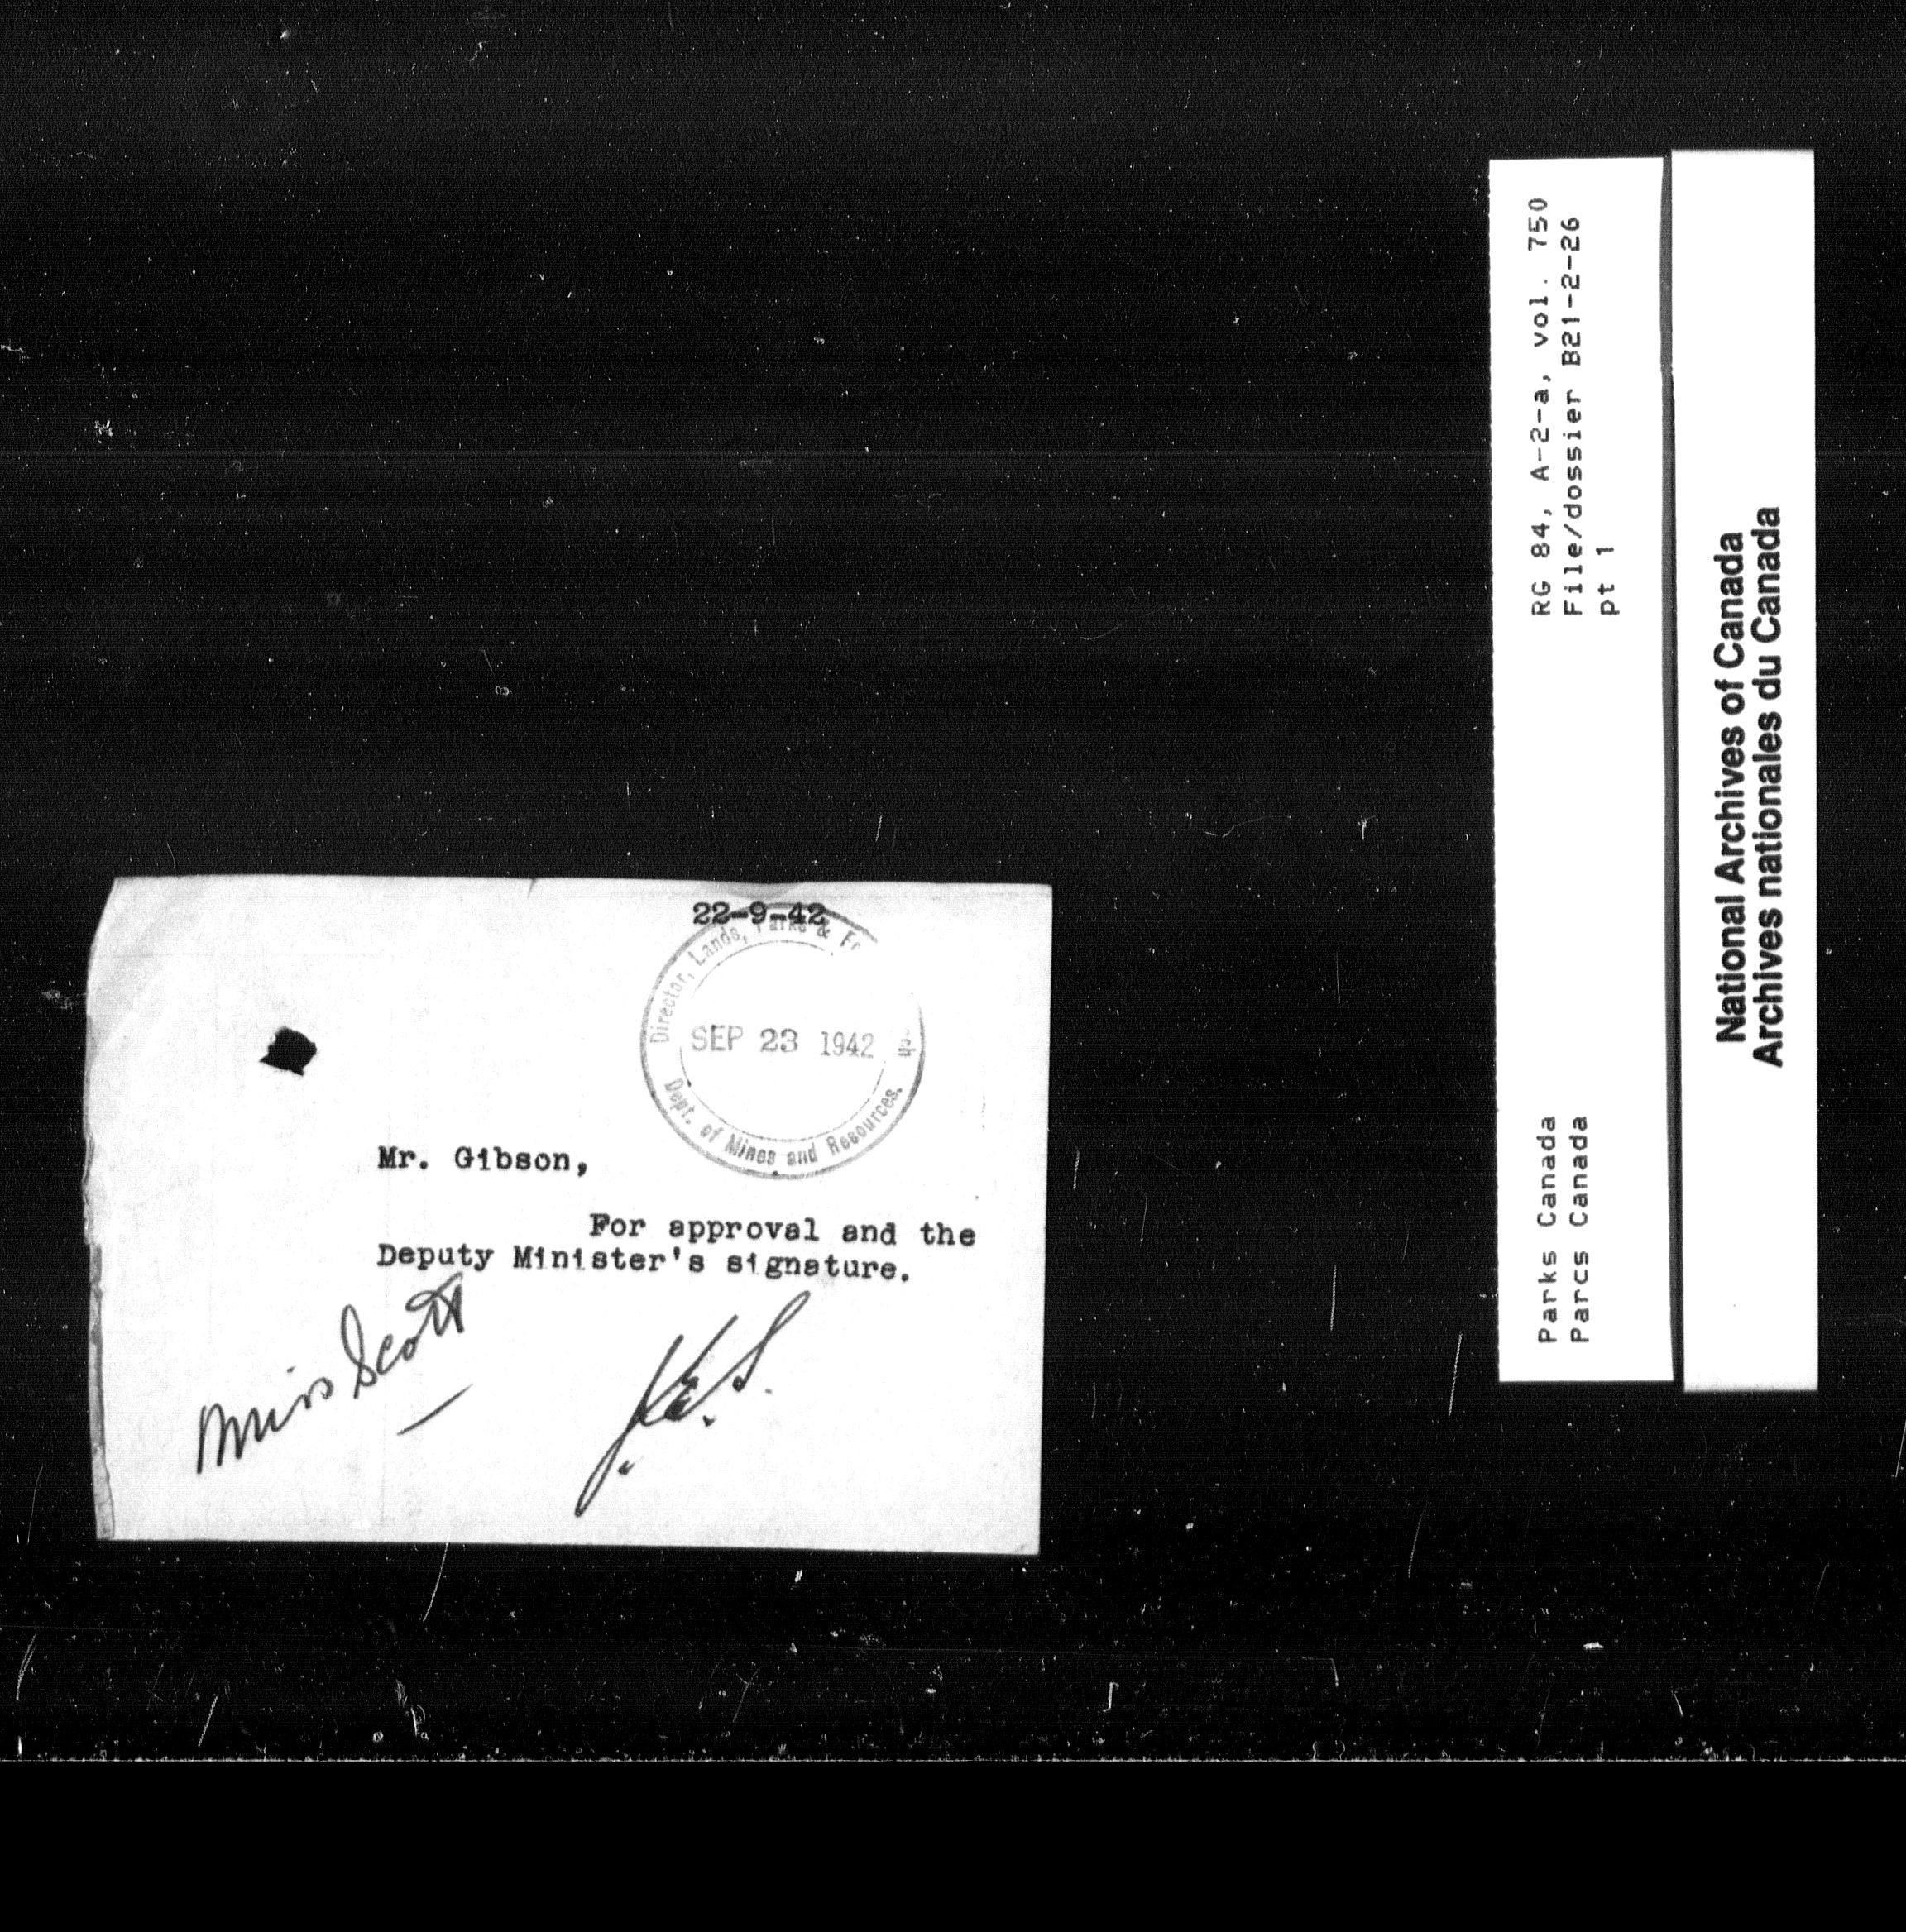 22-9-42
Director, Lands, Parks & Fo
ch
SEP 23 1942
Dept. of Mines and Resources.
Mr. Gibson,
For approval and the
Deputy Minister's signature.
Miss Scott
J.E.S.
RG 84, A-2-a, vol. 750
File/dossier B21-2-26
pt 1
Parks Canada
Parcs Canada
National Archives of Canada
Archives nationales du Canada